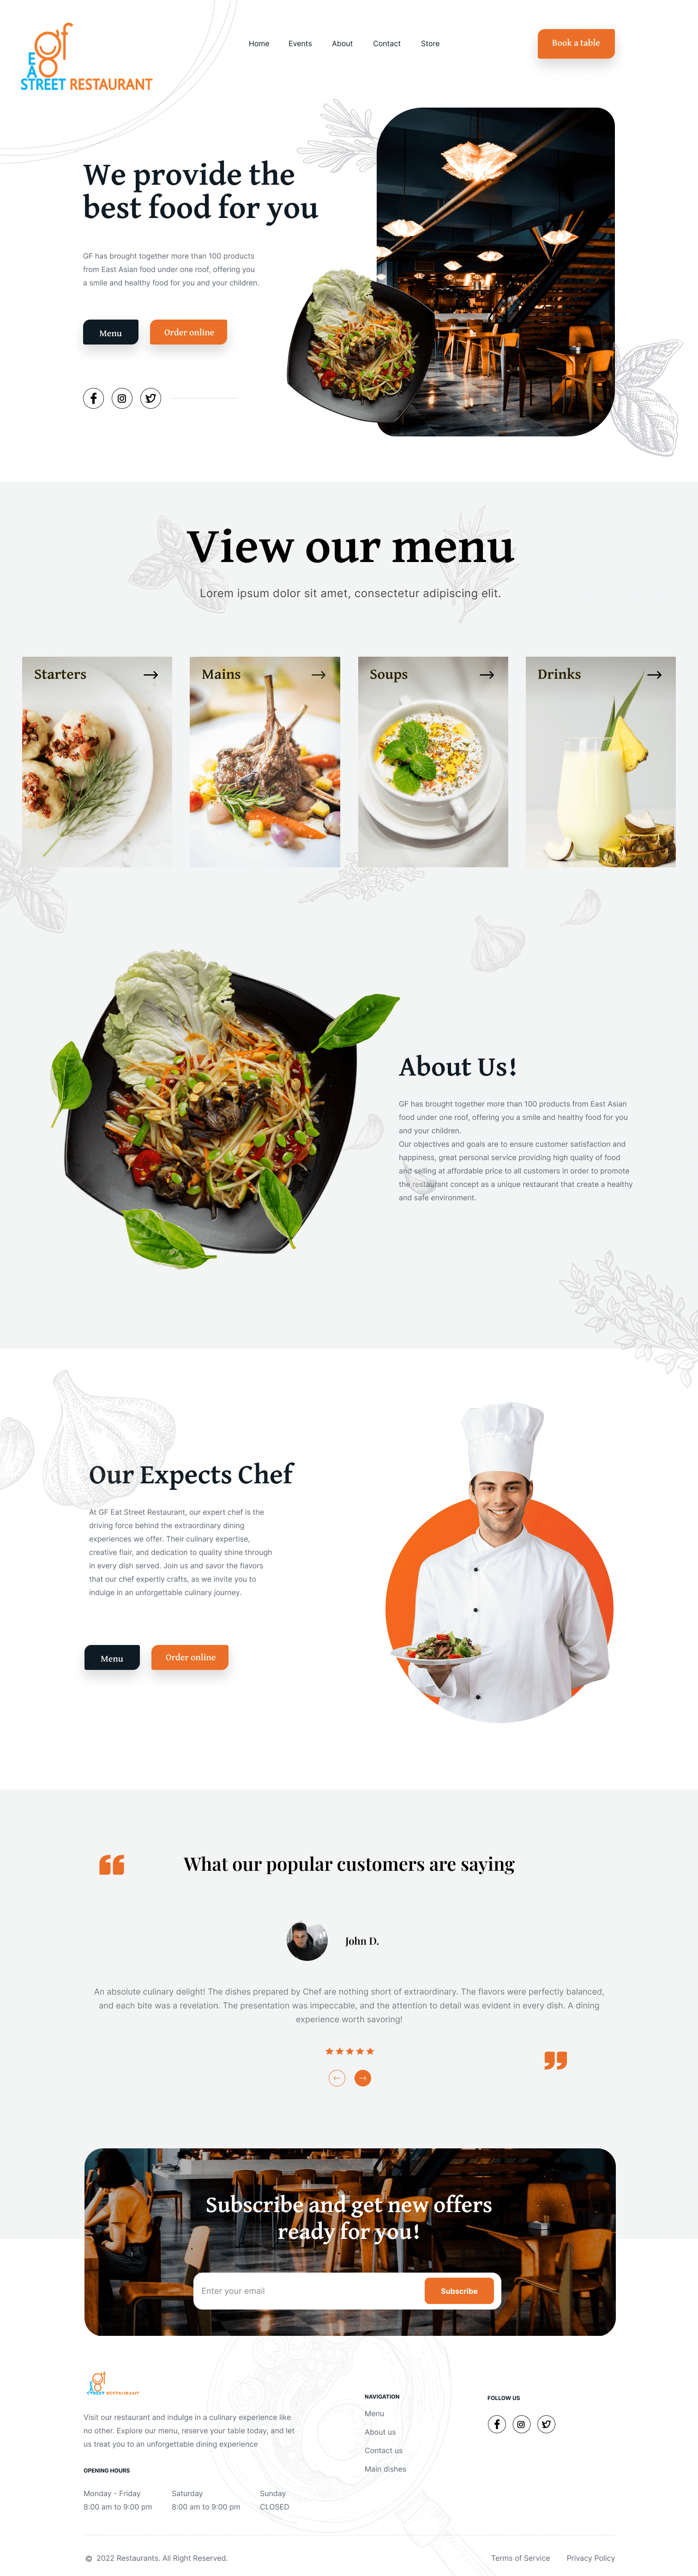 gf
EAT
STREET RESTAURANT
Home Events About Contact Store
Book a table
We provide the
best food for you
GF has brought together more than 100 products
from East Asian food under one roof, offering you
a smile and healthy food for you and your children.
Menu Order online
View our menu
Lorem ipsum dolor sit amet, consectetur adipiscing elit.
Starters Mains Soups Drinks
About Us!
GF has brought together more than 100 products from East Asian
food under one roof, offering you a smile and healthy food for you
and your children.
Our objectives and goals are to ensure customer satisfaction and
happiness, great personal service providing high quality of food
and selling at affordable price to all customers in order to promote
the restaurant concept as a unique restaurant that create a healthy
and safe environment.
Our Expects Chef
At GF Eat Street Restaurant, our expert chef is the
driving force behind the extraordinary dining
experiences we offer. Their culinary expertise,
creative flair, and dedication to quality shine through
in every dish served. Join us and savor the flavors
that our chef expertly crafts, as we invite you to
indulge in an unforgettable culinary journey.
Menu Order online
What our popular customers are saying
John D.
An absolute culinary delight! The dishes prepared by Chef are nothing short of extraordinary. The flavors were perfectly balanced,
and each bite was a revelation. The presentation was impeccable, and the attention to detail was evident in every dish. A dining
experience worth savoring!
Subscribe and get new offers
ready for you!
Enter your email Subscribe
gf
EAT
STREET RESTAURANT
Visit our restaurant and indulge in a culinary experience like
no other. Explore our menu, reserve your table today, and let
us treat you to an unforgettable dining experience
OPENING HOURS
Monday - Friday Saturday Sunday
8:00 am to 9:00 pm 8:00 am to 9:00 pm CLOSED
NAVIGATION
Menu
About us
Contact us
Main dishes
FOLLOW US
© 2022 Restaurants. All Right Reserved.
Terms of Service Privacy Policy